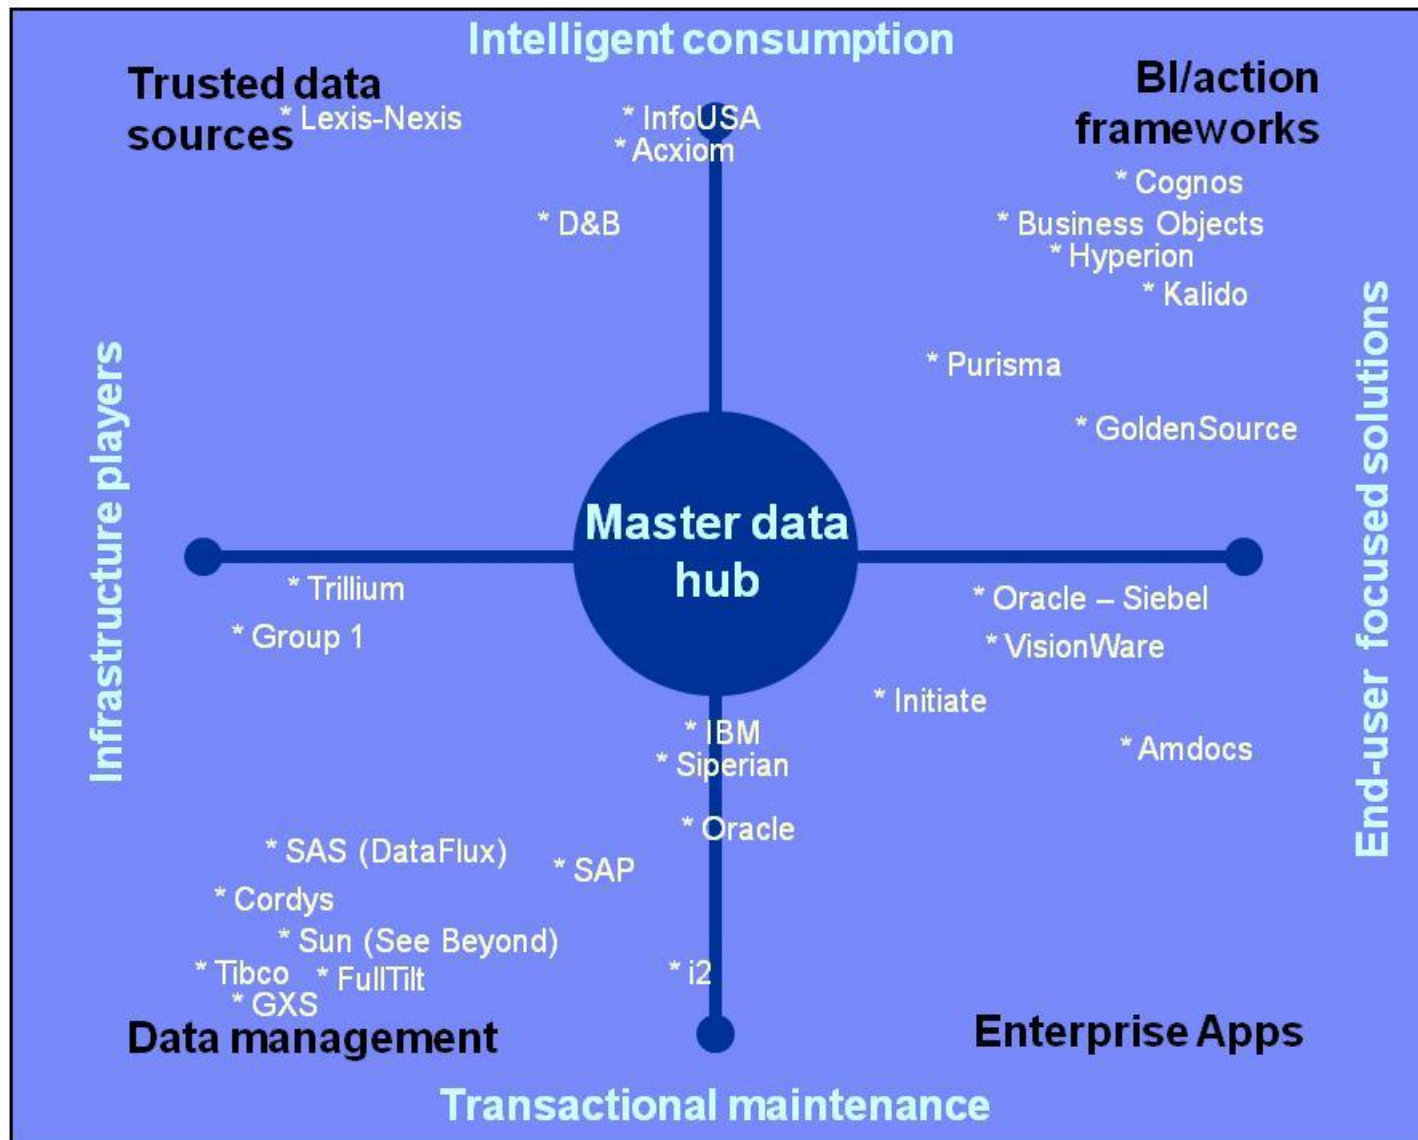 Intelligent consumption
Trusted data
sources
* Lexis-Nexis
* InfoUSA
* Acxiom
* D&B
BI/action
frameworks
* Cognos
* Business Objects
* Hyperion
* Kalido
* Purisma
* GoldenSource
Infrastructure players
Master data
hub
End-user focused solutions
* Trillium
* Group 1
* Oracle – Siebel
* VisionWare
* Initiate
* Amdocs
* IBM
* Siperian
* Oracle
* SAS (DataFlux)
* SAP
* Cordys
* Sun (See Beyond)
* Tibco
* FullTilt
* GXS
* i2
Data management
Enterprise Apps
Transactional maintenance